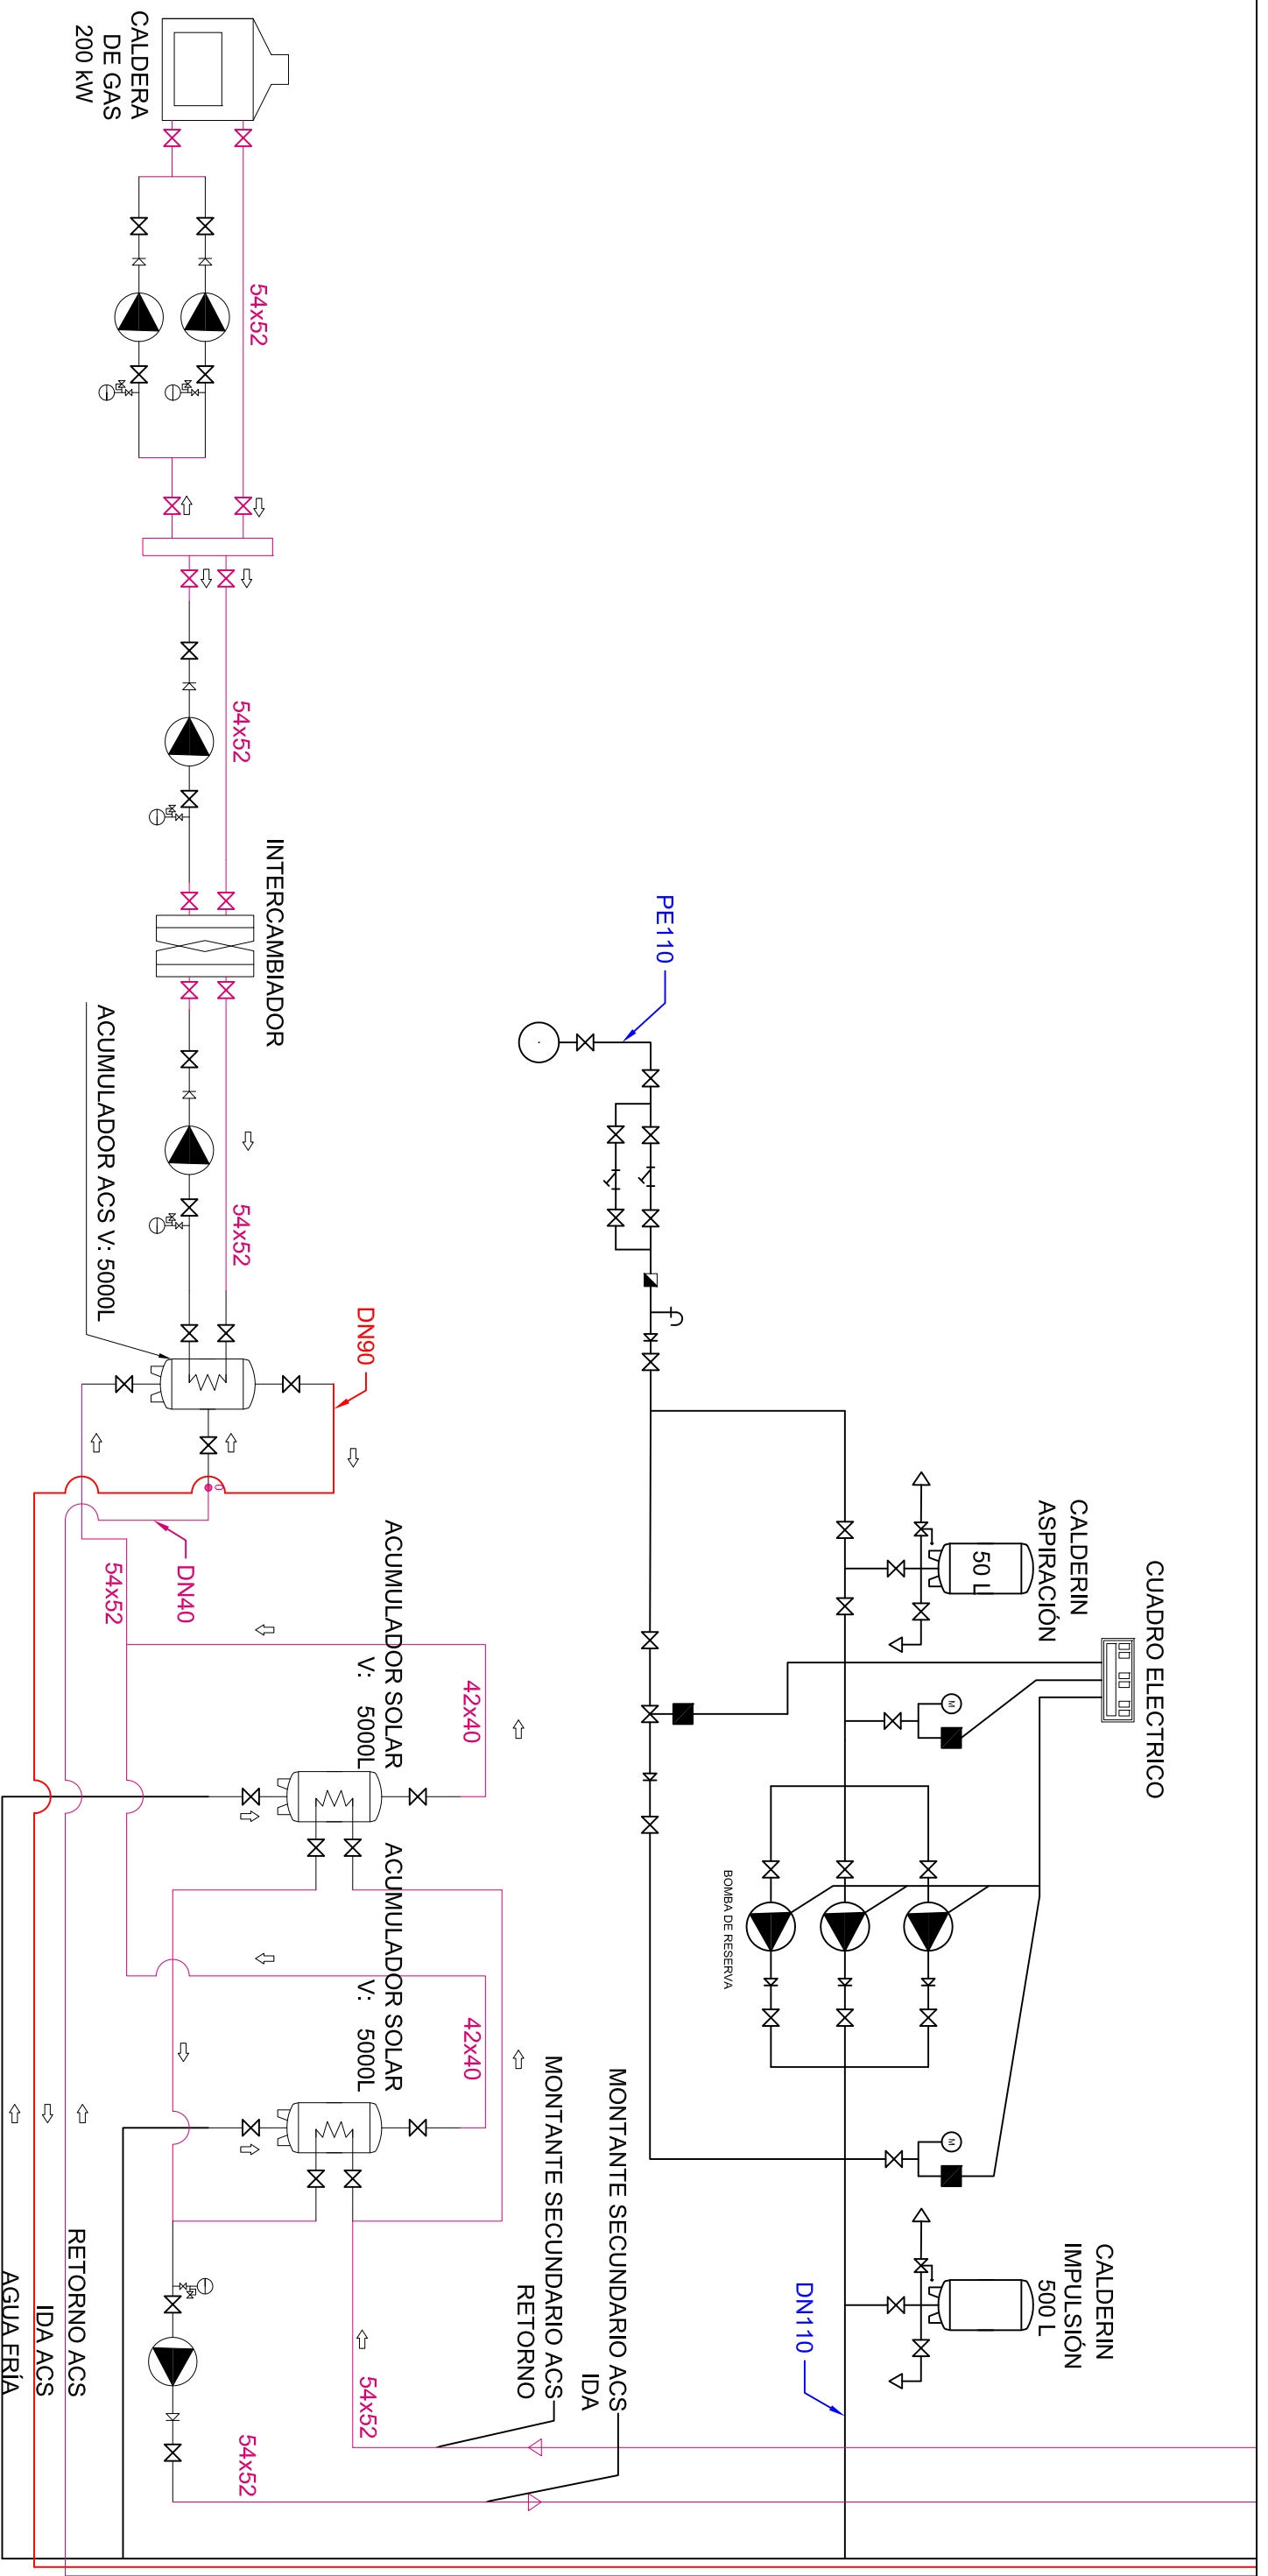 CALDERA
DE GAS
200 kW
54x52
54x52
INTERCAMBIADOR
54x52
ACUMULADOR ACS V: 5000L
DN90
DN40
54x52
PE110
CALDERIN
ASPIRACIÓN
50 L
CUADRO ELECTRICO
M
BOMBA DE RESERVA
M
CALDERIN
IMPULSIÓN
500 L
DN110
ACUMULADOR SOLAR
V: 5000L
42x40
ACUMULADOR SOLAR
V: 5000L
42x40
MONTANTE SECUNDARIO ACS
IDA
MONTANTE SECUNDARIO ACS
RETORNO
54x52
54x52
RETORNO ACS
IDA ACS
AGUA FRÍA